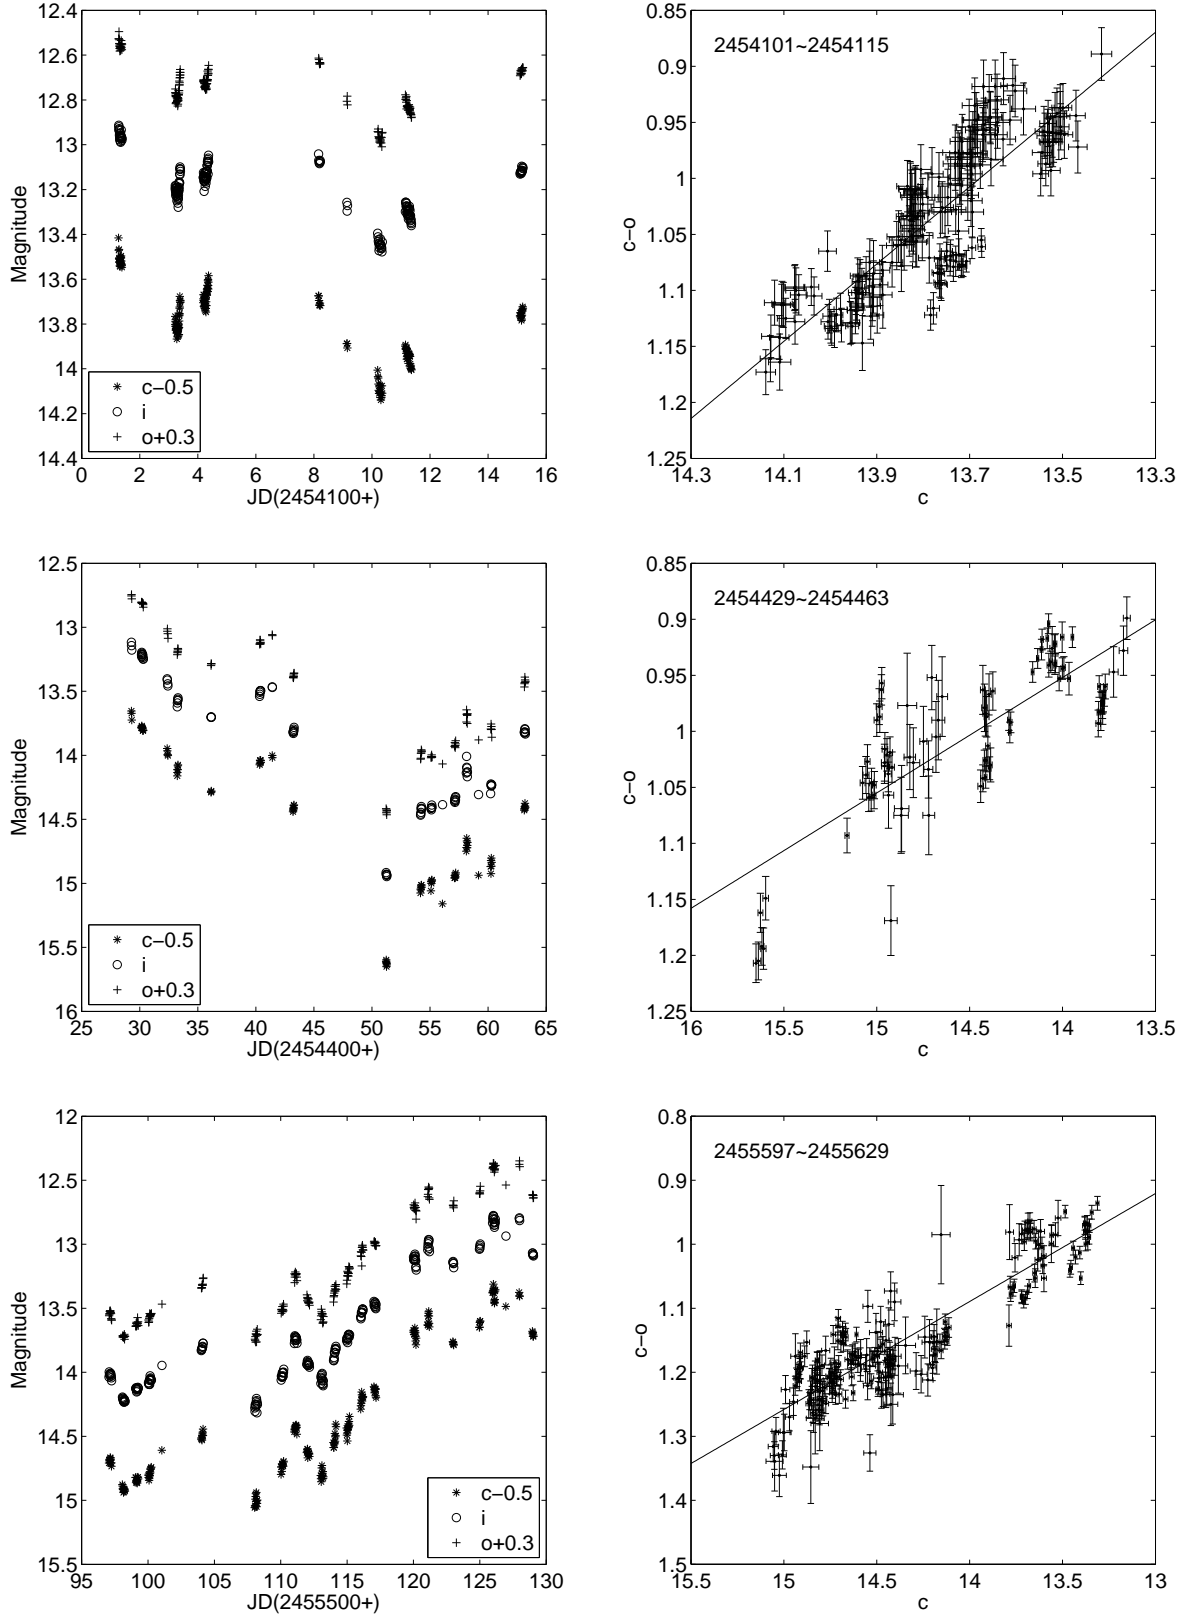 12.4
12.6
12.8
13
13.2
13.4
13.6
13.8
14
14.2
14.4
Magnitude
c−0.5
i
o+0.3
0 2 4 6 8 10 12 14 16
JD(2454100+)
0.85
0.9
0.95
1
1.05
1.1
1.15
1.2
1.25
c−o
2454101~2454115
14.3 14.1 13.9 13.7 13.5 13.3
c
12.5
13
13.5
14
14.5
15
15.5
16
Magnitude
c−0.5
i
o+0.3
25 30 35 40 45 50 55 60 65
JD(2454400+)
0.85
0.9
0.95
1
1.05
1.1
1.15
1.2
1.25
c−o
2454429~2454463
16 15.5 15 14.5 14 13.5
c
12
12.5
13
13.5
14
14.5
15
15.5
Magnitude
c−0.5
i
o+0.3
95 100 105 110 115 120 125 130
JD(2455500+)
0.8
0.9
1
1.1
1.2
1.3
1.4
1.5
c−o
2455597~2455629
15.5 15 14.5 14 13.5 13
c